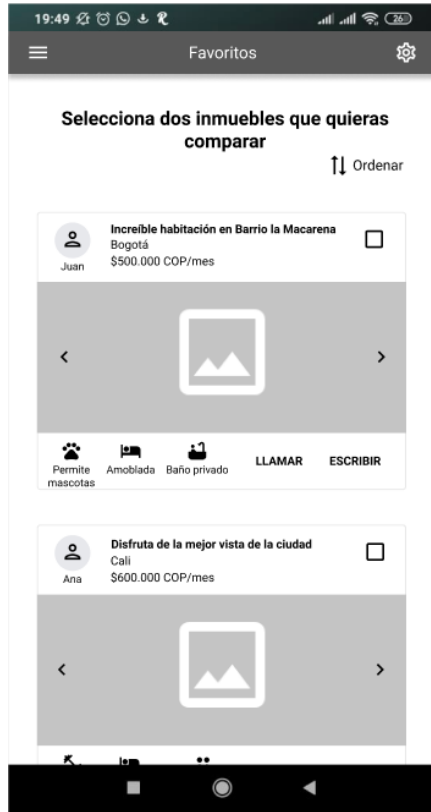 19:49
26
Favoritos
Selecciona dos inmuebles que quieras
comparar
Ordenar
Increíble habitación en Barrio la Macarena
Bogotá
$500.000 COP/mes
Juan
Permite
mascotas
Amoblada
Baño privado
LLAMAR
ESCRIBIR
Disfruta de la mejor vista de la ciudad
Cali
$600.000 COP/mes
Ana